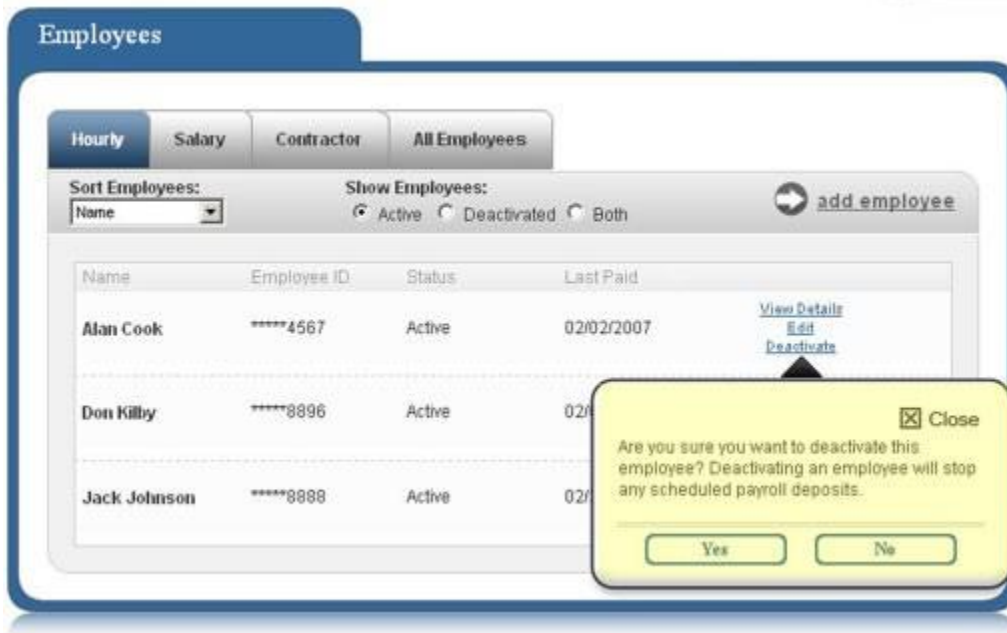 Employees
Hourly Salary Contractor All Employees
Sort Employees: Show Employees:
Name Active Deactivated Both add employee
Name Employee ID Status Last Paid
View Details
Alan Cook *****4567 Active 02/02/2007 Edit
Deactivate
Don Kilby *****8896 Active 02/
Close
Are you sure you want to deactivate this
employee? Deactivating an employee will stop
any scheduled payroll deposits.
Jack Johnson *****8888 Active 02/
Yes No